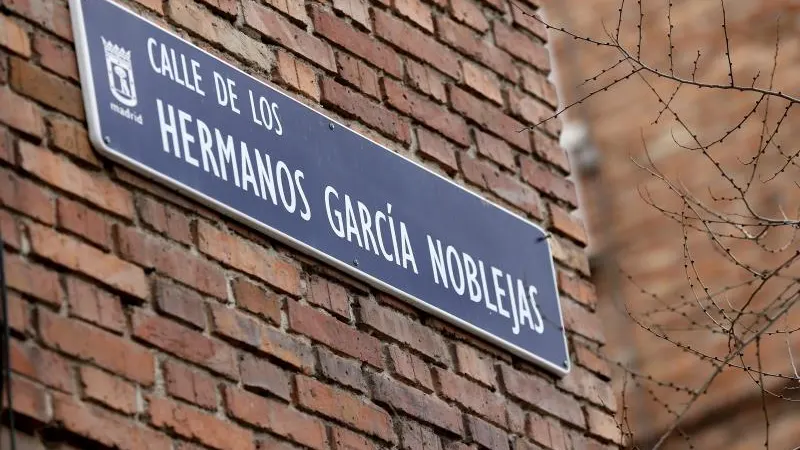 madrid
CALLE DE LOS
HERMANOS GARCÍA NOBLEJAS